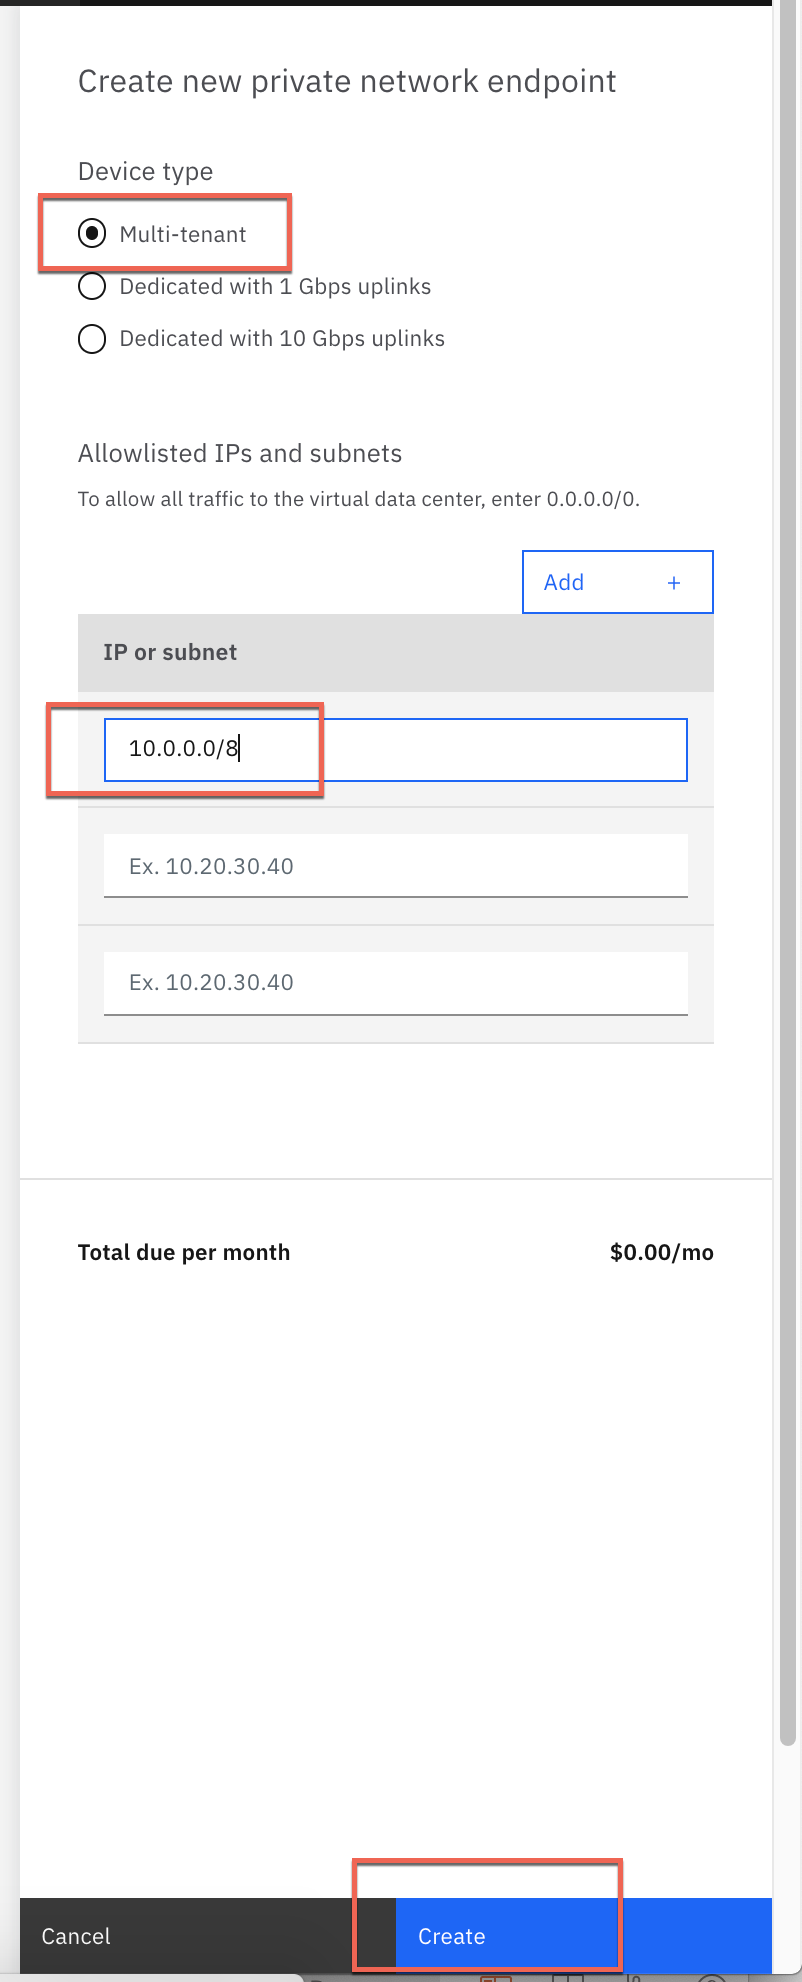 Create new private network endpoint
Device type
Multi-tenant
Dedicated with 1 Gbps uplinks
Dedicated with 10 Gbps uplinks
Allowlisted IPs and subnets
To allow all traffic to the virtual data center, enter 0.0.0.0/0.
Add +
IP or subnet
10.0.0.0/8
Ex. 10.20.30.40
Ex. 10.20.30.40
Total due per month $0.00/mo
Cancel Create